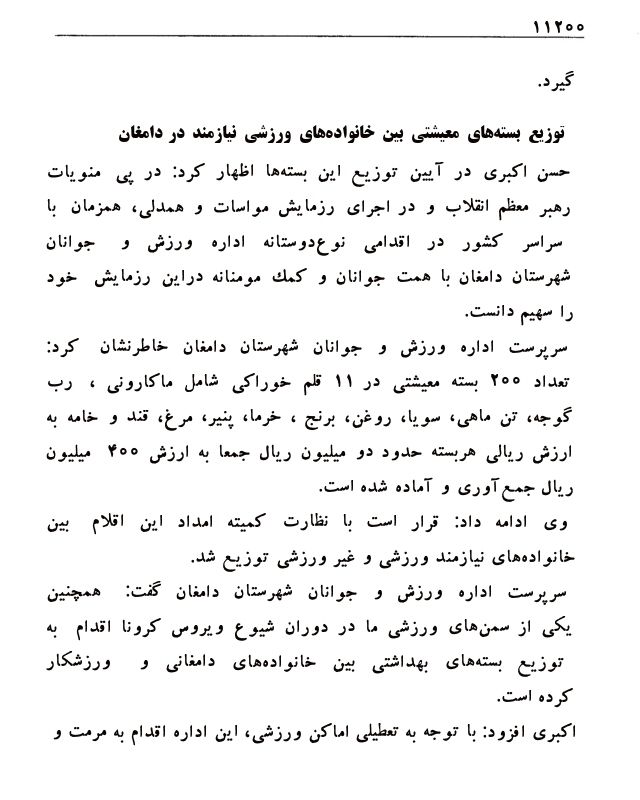 ۱۱۲۰۰
گیرد.
توزیع بسته‌های معیشتی بین خانواده‌های ورزشی نیازمند در دامغان
حسن اکبری در آیین توزیع این بسته‌ها اظهار کرد: در پی منویات
رهبر معظم انقلاب و در اجرای رزمایش مواسات و همدلی، همزمان با
سراسر کشور در اقدامی نوع‌دوستانه اداره ورزش و جوانان
شهرستان دامغان با همت جوانان و کمك مومنانه دراین رزمایش خود
را سهیم دانست.
سرپرست اداره ورزش و جوانان شهرستان دامغان خاطرنشان کرد:
تعداد ۲۰۰ بسته معیشتی در ۱۱ قلم خوراکی شامل ماکارونی ، رب
گوجه، تن ماهی، سویا، روغن، برنج ، خرما، پنیر، مرغ، قند و خامه به
ارزش ریالی هربسته حدود دو میلیون ریال جمعا به ارزش ۴۰۰ میلیون
ریال جمع‌آوری و آماده شده است.
وی ادامه داد: قرار است با نظارت کمیته امداد این اقلام بین
خانواده‌های نیازمند ورزشی و غیر ورزشی توزیع شد.
سرپرست اداره ورزش و جوانان شهرستان دامغان گفت: همچنین
یکی از سمن‌های ورزشی ما در دوران شیوع ویروس کرونا اقدام به
توزیع بسته‌های بهداشتی بین خانواده‌های دامغانی و ورزشکار
کرده است.
اکبری افزود: با توجه به تعطیلی اماکن ورزشی، این اداره اقدام به مرمت و